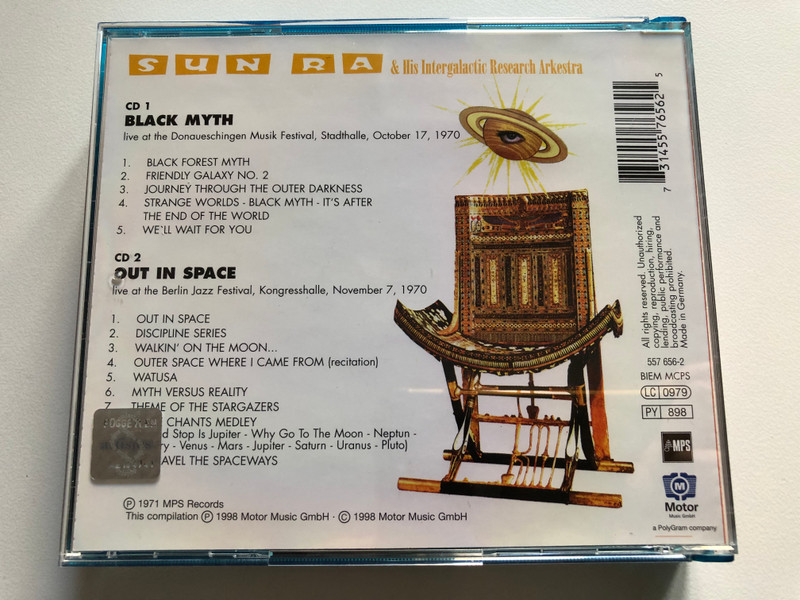 SUN RA & His Intergalactic Research Arkestra
CD 1
BLACK MYTH
live at the Donaueschingen Musik Festival, Stadthalle, October 17, 1970
1. BLACK FOREST MYTH
2. FRIENDLY GALAXY NO. 2
3. JOURNEY THROUGH THE OUTER DARKNESS
4. STRANGE WORLDS - BLACK MYTH - IT'S AFTER
THE END OF THE WORLD
5. WE`LL WAIT FOR YOU
CD 2
OUT IN SPACE
live at the Berlin Jazz Festival, Kongresshalle, November 7, 1970
1. OUT IN SPACE
2. DISCIPLINE SERIES
3. WALKIN' ON THE MOON...
4. OUTER SPACE WHERE I CAME FROM (recitation)
5. WATUSA
6. MYTH VERSUS REALITY
7. THEME OF THE STARGAZERS
CHANTS MEDLEY
d Stop Is Jupiter - Why Go To The Moon - Neptun -
ry - Venus - Mars - Jupiter - Saturn - Uranus - Pluto)
AVEL THE SPACEWAYS
℗ 1971 MPS Records
This compilation ℗ 1998 Motor Music GmbH · © 1998 Motor Music GmbH
7 31455 76562 5
All rights reserved. Unauthorized
copying, reproduction, hiring,
lending, public performance and
broadcasting prohibited.
Made in Germany.
557 656-2
BIEM MCPS
LC 0979
PY 898
MPS
M
Motor
Music GmbH
a PolyGram company